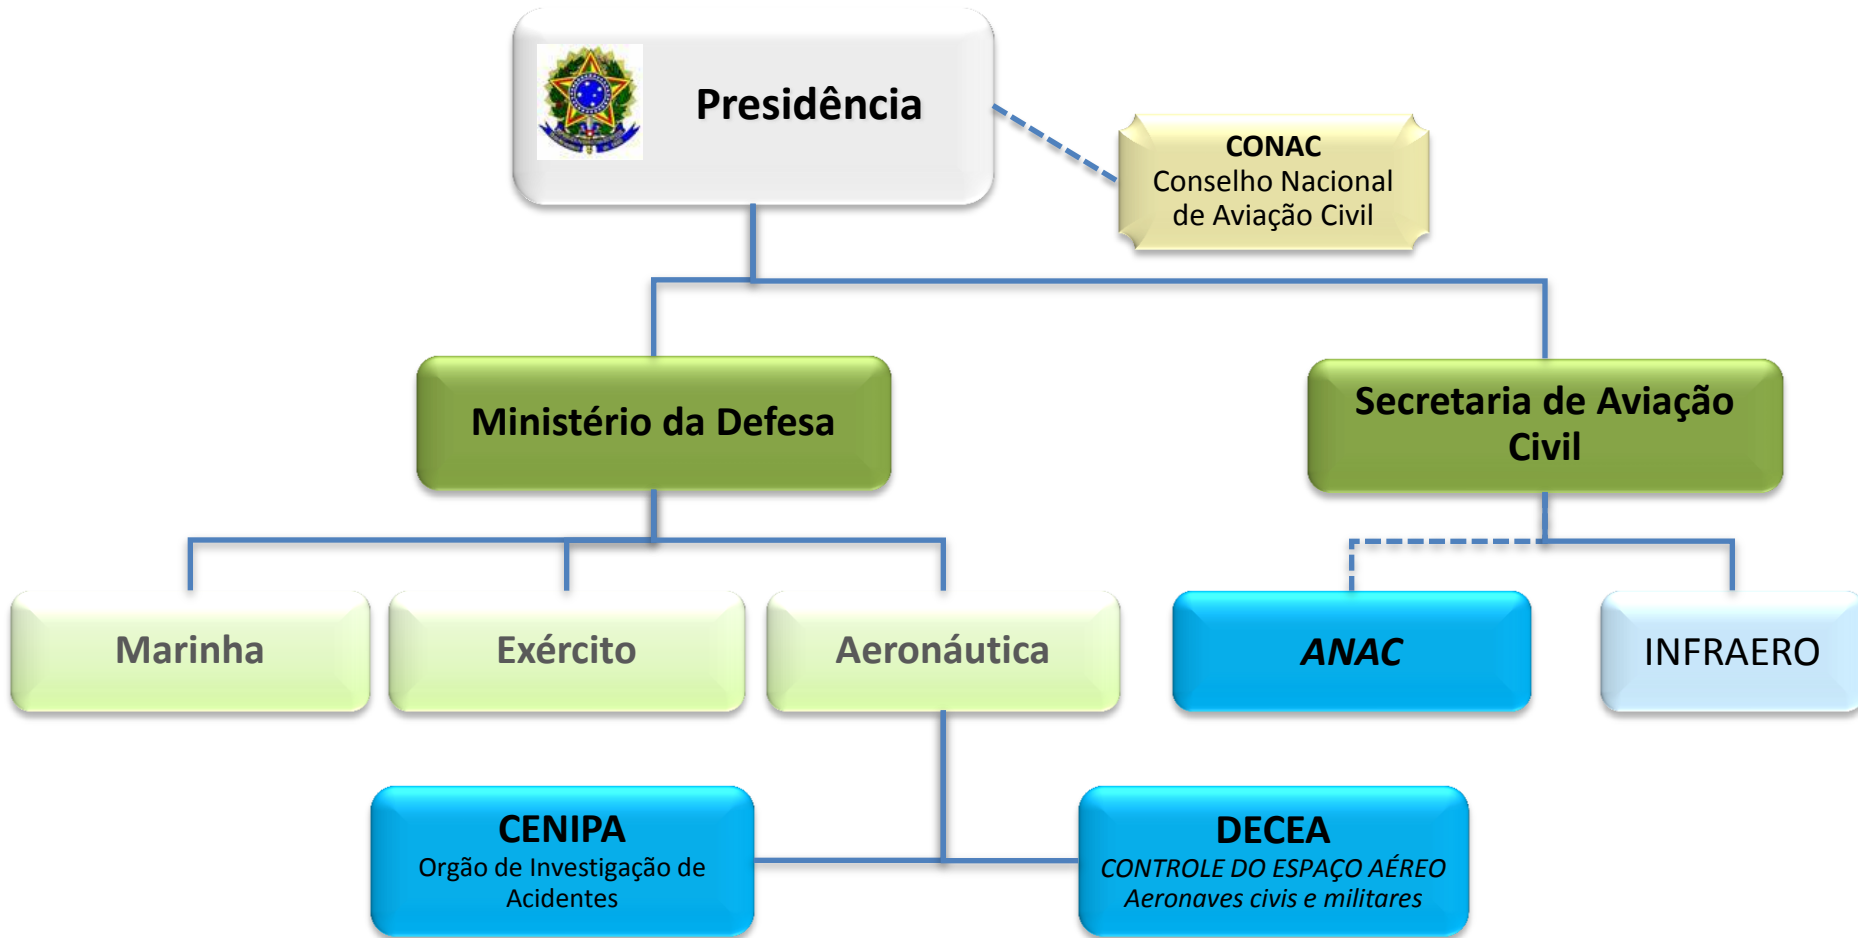 Presidência
CONAC
Conselho Nacional
de Aviação Civil
Ministério da Defesa
Secretaria de Aviação
Civil
Marinha
Exército
Aeronáutica
ANAC
INFRAERO
CENIPA
Orgão de Investigação de
Acidentes
DECEA
CONTROLE DO ESPAÇO AÉREO
Aeronaves civis e militares